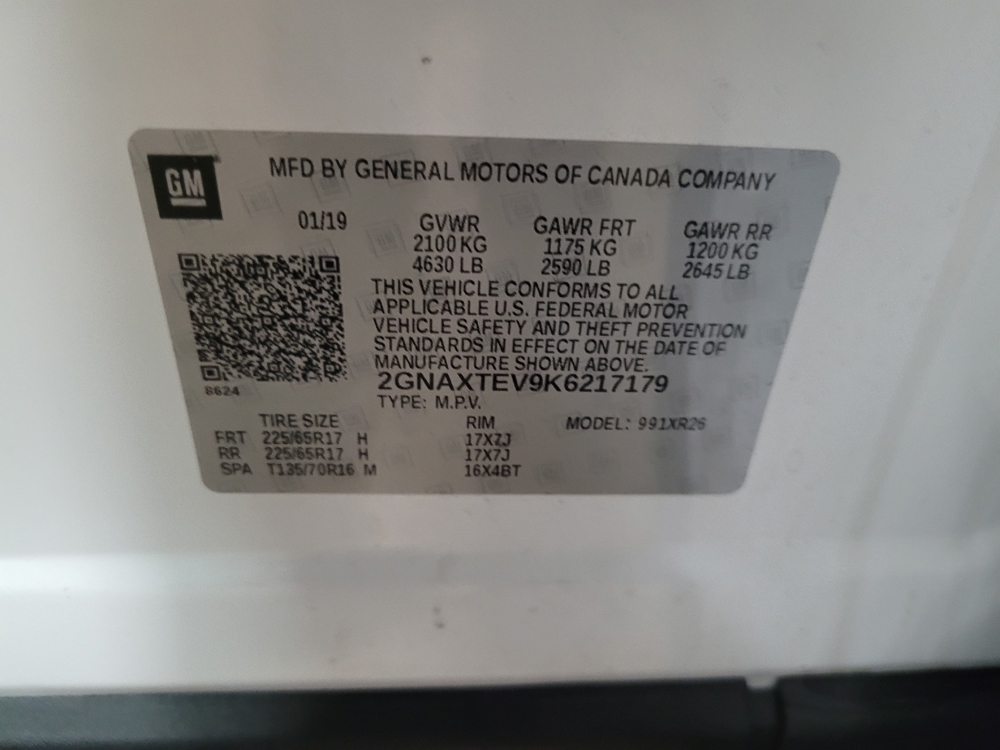 GM
MFD BY GENERAL MOTORS OF CANADA COMPANY
01/19 GVWR GAWR FRT GAWR RR
2100 KG 1175 KG 1200 KG
4630 LB 2590 LB 2645 LB
THIS VEHICLE CONFORMS TO ALL
APPLICABLE U.S. FEDERAL MOTOR
VEHICLE SAFETY AND THEFT PREVENTION
STANDARDS IN EFFECT ON THE DATE OF
MANUFACTURE SHOWN ABOVE.
2GNAXTEV9K6217179
8624
TYPE: M.P.V.
TIRE SIZE RIM MODEL: 991XR26
FRT 225/65R17 H 17X7J
RR 225/65R17 H 17X7J
SPA T135/70R16 M 16X4BT